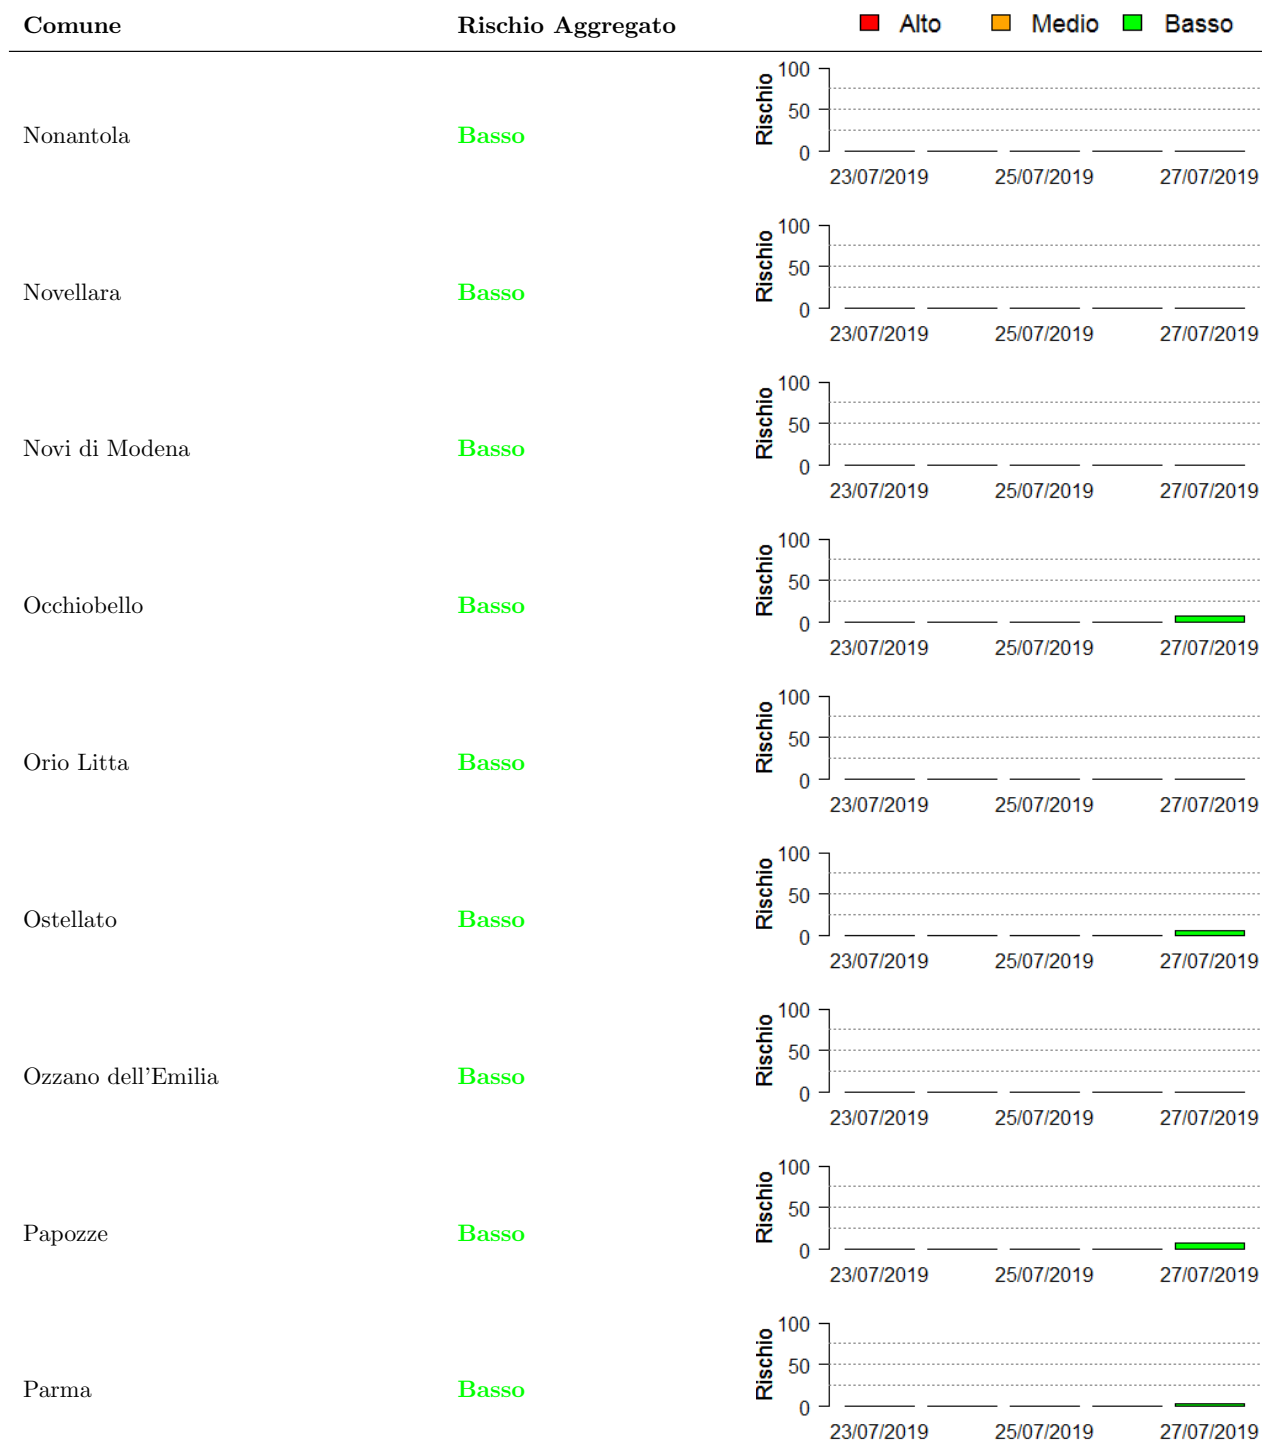 Comune Rischio Aggregato Alto Medio Basso
100
50
0
Rischio
Nonantola Basso
23/07/2019 25/07/2019 27/07/2019
100
50
0
Rischio
Novellara Basso
23/07/2019 25/07/2019 27/07/2019
100
50
0
Rischio
Novi di Modena Basso
23/07/2019 25/07/2019 27/07/2019
100
50
0
Rischio
Occhiobello Basso
23/07/2019 25/07/2019 27/07/2019
100
50
0
Rischio
Orio Litta Basso
23/07/2019 25/07/2019 27/07/2019
100
50
0
Rischio
Ostellato Basso
23/07/2019 25/07/2019 27/07/2019
100
50
0
Rischio
Ozzano dell'Emilia Basso
23/07/2019 25/07/2019 27/07/2019
100
50
0
Rischio
Papozze Basso
23/07/2019 25/07/2019 27/07/2019
100
50
0
Rischio
Parma Basso
23/07/2019 25/07/2019 27/07/2019